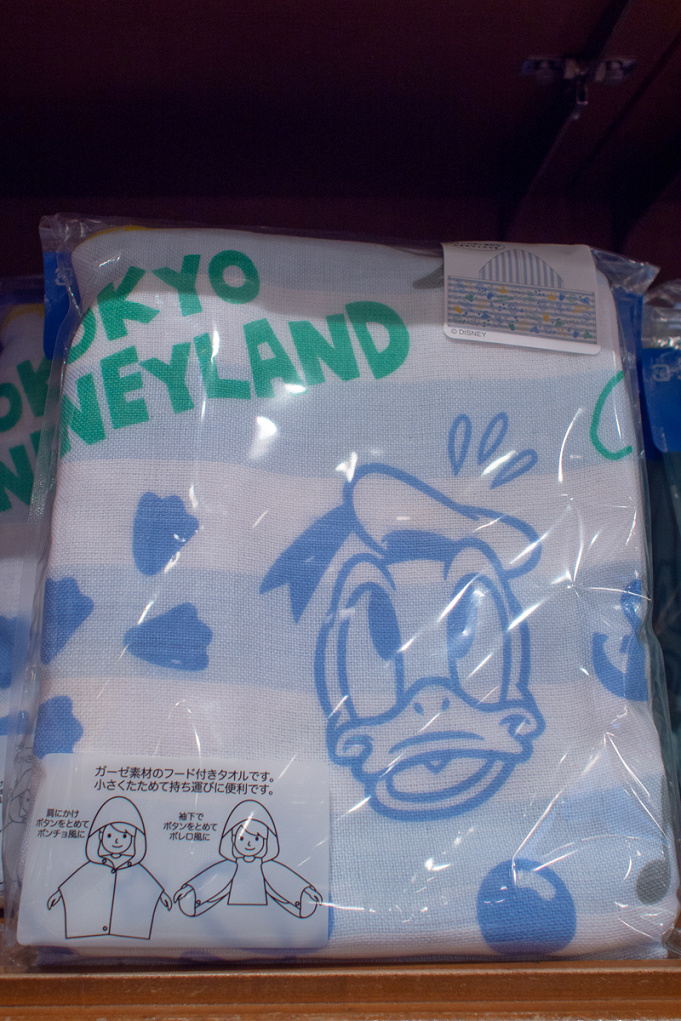 OKYO
NEYLAND
© DISNEY
ガーゼ素材のフード付きタオルです。
小さくたためて持ち運びに便利です。
肩にかけ
ボタンをとめて
ポンチョ風に
袖下で
ボタンをとめて
ボレロ風に